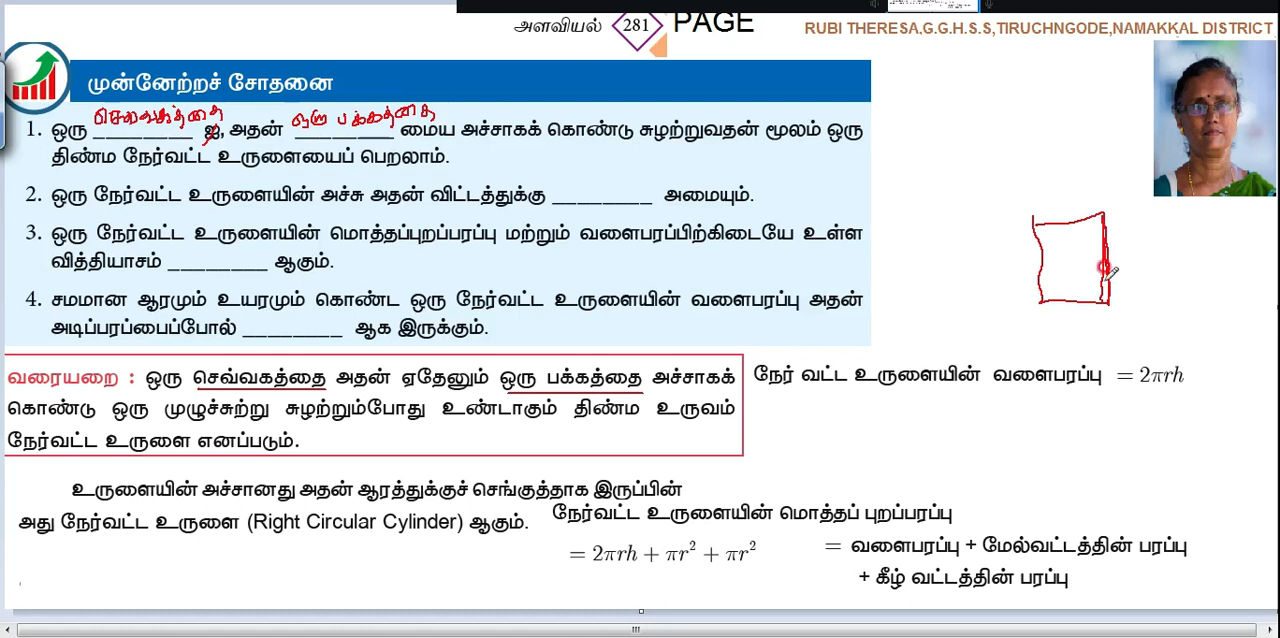 அளவியல் 281 PAGE
RUBI THERESA,G.G.H.S.S,TIRUCHNGODE,NAMAKKAL DISTRICT
முன்னேற்றச் சோதனை
செவ்வகத்தை ஒரு பக்கத்தை
1. ஒரு ________ ஐ, அதன் ________ மைய அச்சாகக் கொண்டு சுழற்றுவதன் மூலம் ஒரு
திண்ம நேர்வட்ட உருளையைப் பெறலாம்.
2. ஒரு நேர்வட்ட உருளையின் அச்சு அதன் விட்டத்துக்கு ________ அமையும்.
3. ஒரு நேர்வட்ட உருளையின் மொத்தப்புறப்பரப்பு மற்றும் வளைபரப்பிற்கிடையே உள்ள
வித்தியாசம் ________ ஆகும்.
4. சமமான ஆரமும் உயரமும் கொண்ட ஒரு நேர்வட்ட உருளையின் வளைபரப்பு அதன்
அடிப்பரப்பைப்போல் ________ ஆக இருக்கும்.
வரையறை : ஒரு செவ்வகத்தை அதன் ஏதேனும் ஒரு பக்கத்தை அச்சாகக்
கொண்டு ஒரு முழுச்சுற்று சுழற்றும்போது உண்டாகும் திண்ம உருவம்
நேர்வட்ட உருளை எனப்படும்.
நேர் வட்ட உருளையின் வளைபரப்பு = 2πrh
உருளையின் அச்சானது அதன் ஆரத்துக்குச் செங்குத்தாக இருப்பின்
அது நேர்வட்ட உருளை (Right Circular Cylinder) ஆகும்.
நேர்வட்ட உருளையின் மொத்தப் புறப்பரப்பு
= 2πrh + πr² + πr²
= வளைபரப்பு + மேல்வட்டத்தின் பரப்பு
+ கீழ் வட்டத்தின் பரப்பு